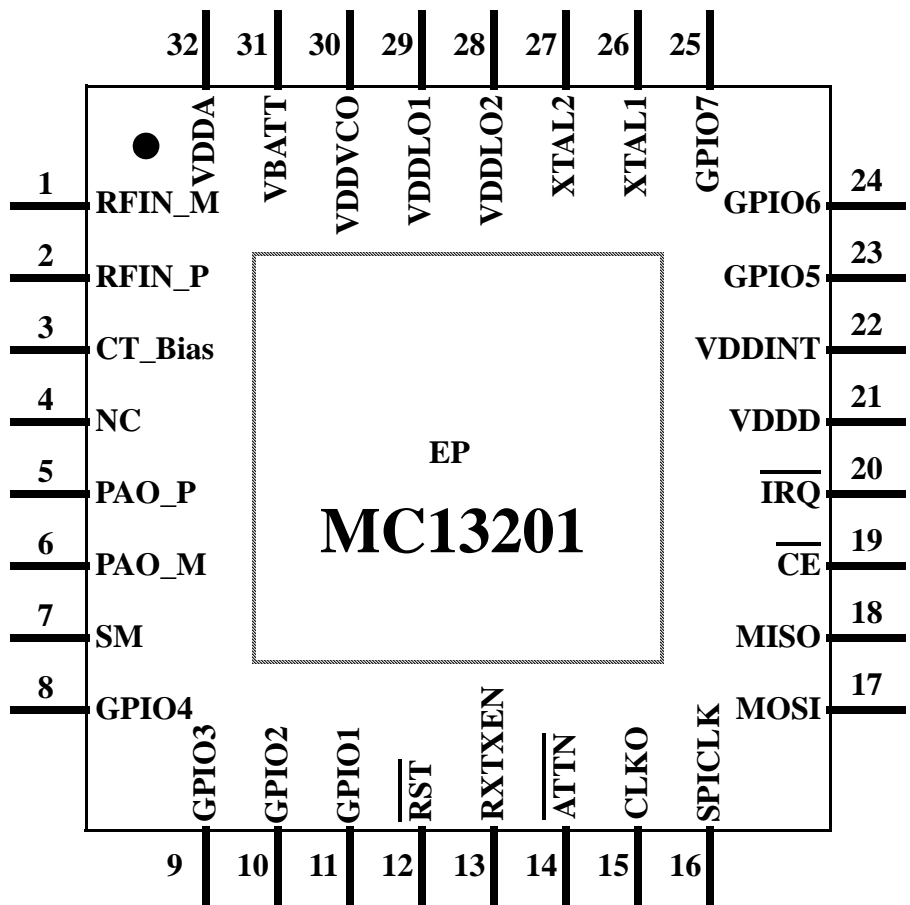 32 31 30 29 28 27 26 25
VDDA VBATT VDDVCO VDDLO1 VDDLO2 XTAL2 XTAL1 GPIO7
1 RFIN_M GPIO6 24
2 RFIN_P GPIO5 23
3 CT_Bias VDDINT 22
4 NC VDDD 21
EP
5 PAO_P IRQ 20
MC13201
6 PAO_M CE 19
7 SM MISO 18
8 GPIO4 MOSI 17
GPIO3 GPIO2 GPIO1 RST RXTXEN ATTN CLKO SPICLK
9 10 11 12 13 14 15 16